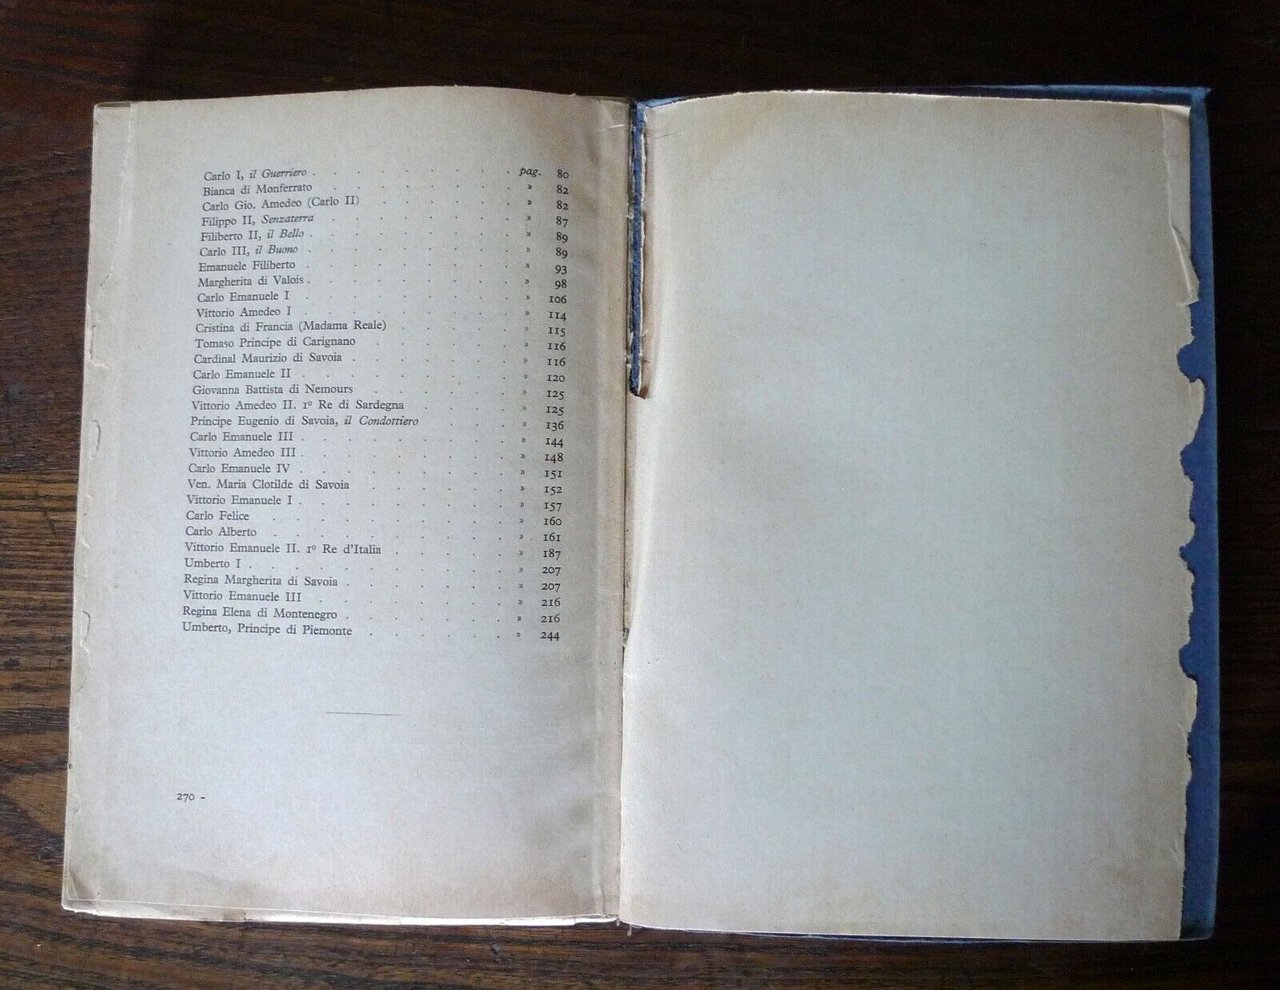 Carlo I, il Guerriero . . . . . . . . . pag. 80
Bianca di Monferrato . . . . . . . . » 82
Carlo Gio. Amedeo (Carlo II) . . . . . . » 82
Filippo II, Senzaterra . . . . . . . . » 87
Filiberto II, il Bello . . . . . . . . . » 89
Carlo III, il Buono . . . . . . . . . » 89
Emanuele Filiberto . . . . . . . . . » 93
Margherita di Valois . . . . . . . . . » 98
Carlo Emanuele I . . . . . . . . . » 106
Vittorio Amedeo I . . . . . . . . . » 114
Cristina di Francia (Madama Reale) . . . . . » 115
Tomaso Principe di Carignano . . . . . . » 116
Cardinal Maurizio di Savoia . . . . . . . » 116
Carlo Emanuele II . . . . . . . . . » 120
Giovanna Battista di Nemours . . . . . . » 125
Vittorio Amedeo II. 1º Re di Sardegna . . . . » 125
Principe Eugenio di Savoia, il Condottiero . . . . » 136
Carlo Emanuele III . . . . . . . . . » 144
Vittorio Amedeo III . . . . . . . . . » 148
Carlo Emanuele IV . . . . . . . . . » 151
Ven. Maria Clotilde di Savoia . . . . . . » 152
Vittorio Emanuele I . . . . . . . . . » 157
Carlo Felice . . . . . . . . . . » 160
Carlo Alberto . . . . . . . . . . » 161
Vittorio Emanuele II. 1º Re d'Italia . . . . . » 187
Umberto I . . . . . . . . . . . » 207
Regina Margherita di Savoia . . . . . . . » 207
Vittorio Emanuele III . . . . . . . . » 216
Regina Elena di Montenegro . . . . . . . » 216
Umberto, Principe di Piemonte . . . . . . » 244
270 -